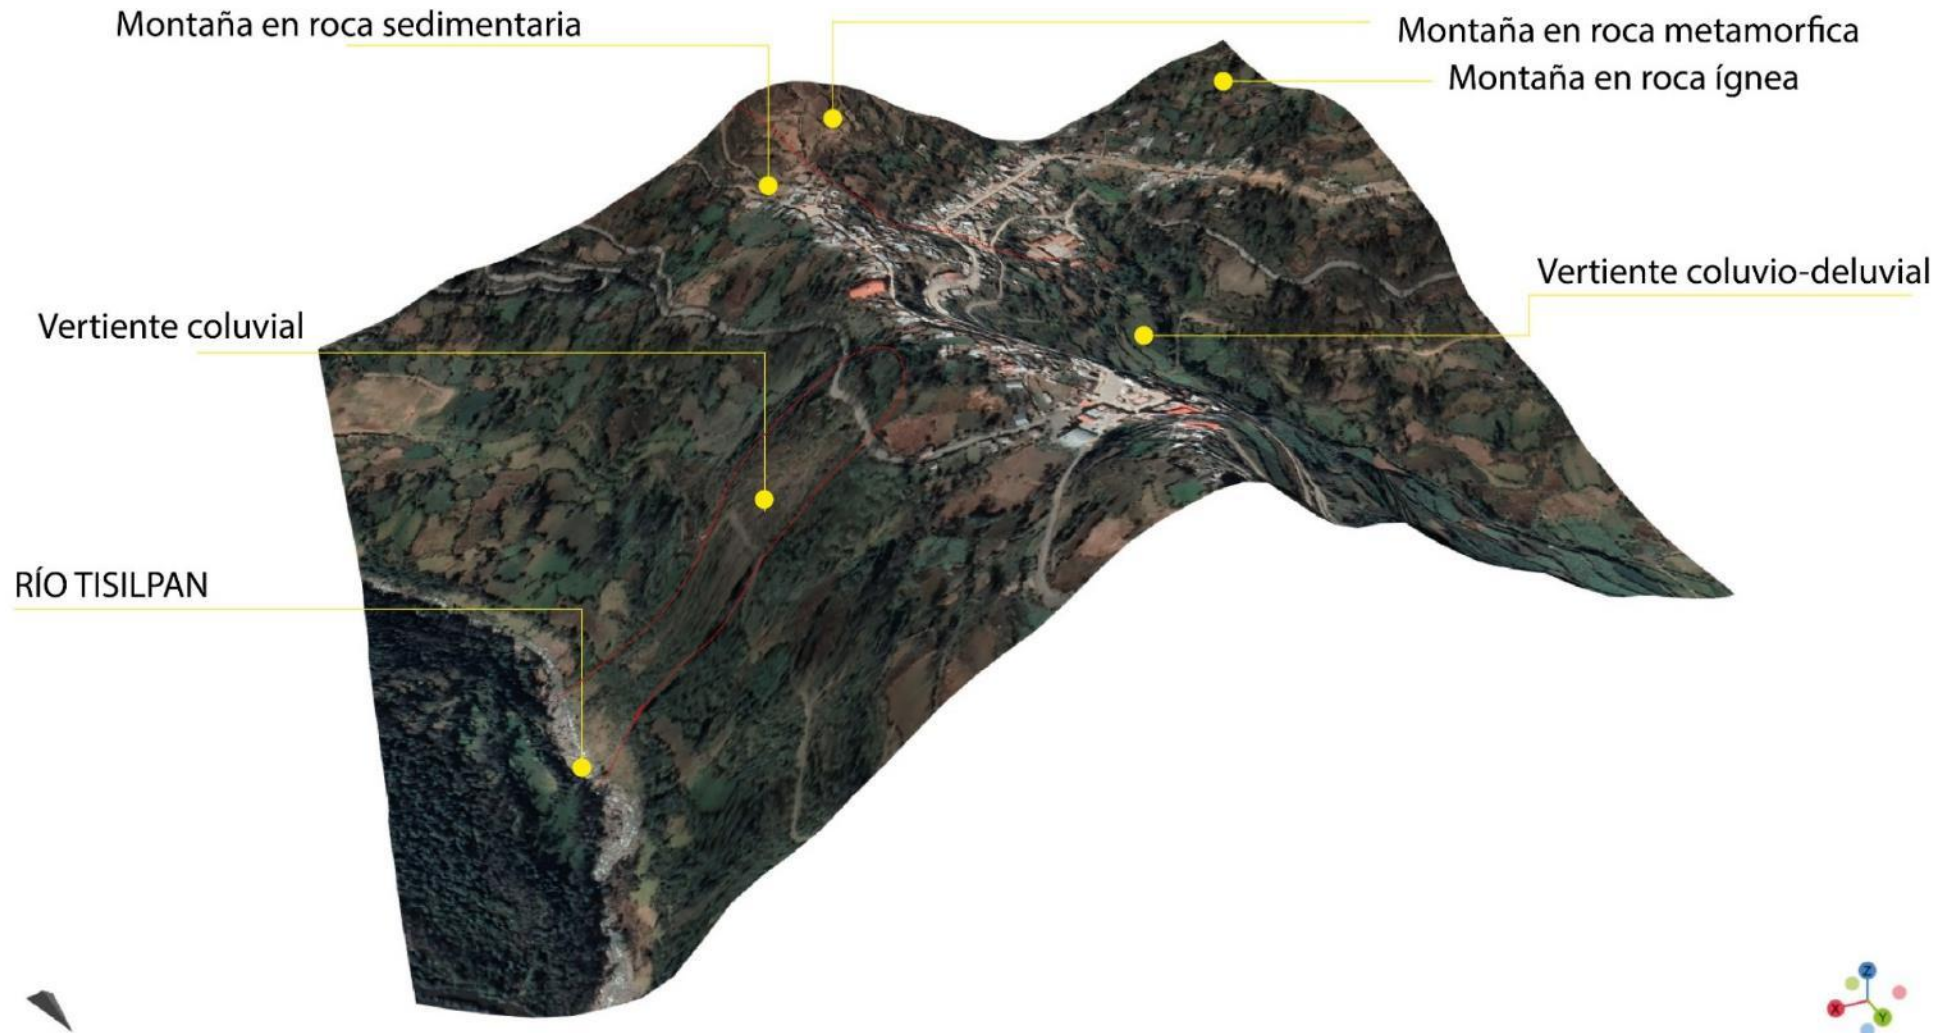 Montaña en roca sedimentaria
Montaña en roca metamorfica
Montaña en roca ígnea
Vertiente coluvio-deluvial
Vertiente coluvial
RÍO TISILPAN
Z
X
Y